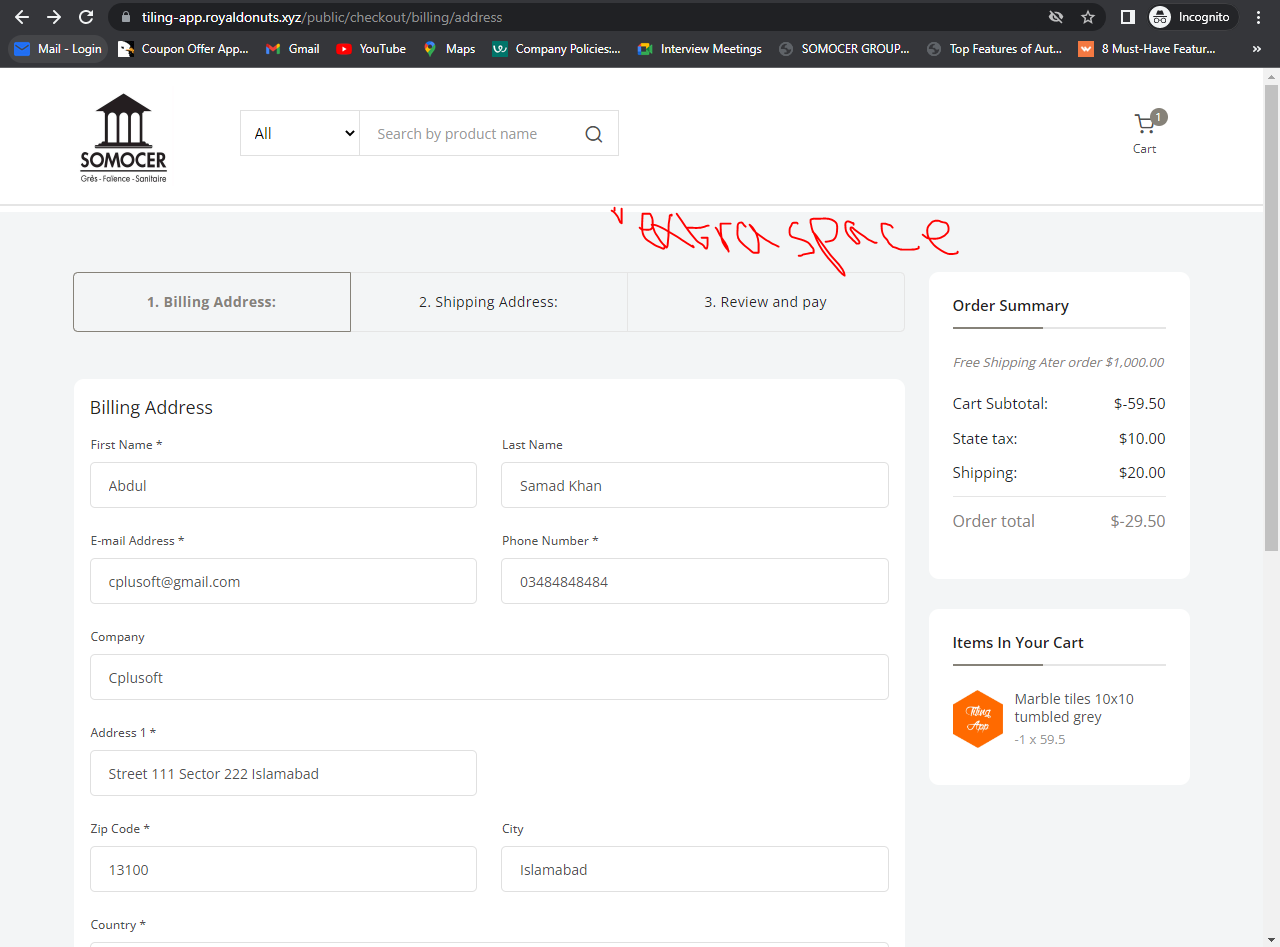 tiling-app.royaldonuts.xyz/public/checkout/billing/address
Incognito
Mail - Login
Coupon Offer App...
Gmail
YouTube
Maps
Company Policies:...
Interview Meetings
SOMOCER GROUP...
Top Features of Aut...
8 Must-Have Featur...
»
SOMOCER
Grès - Faïence - Sanitaire
All
Search by product name
1
Cart
extra space
1. Billing Address:
2. Shipping Address:
3. Review and pay
Billing Address
First Name *
Last Name
Abdul
Samad Khan
E-mail Address *
Phone Number *
cplusoft@gmail.com
03484848484
Company
Cplusoft
Address 1 *
Street 111 Sector 222 Islamabad
Zip Code *
City
13100
Islamabad
Country *
Order Summary
Free Shipping Ater order $1,000.00
Cart Subtotal: $-59.50
State tax: $10.00
Shipping: $20.00
Order total $-29.50
Items In Your Cart
Tiling
App
Marble tiles 10x10
tumbled grey
-1 x 59.5